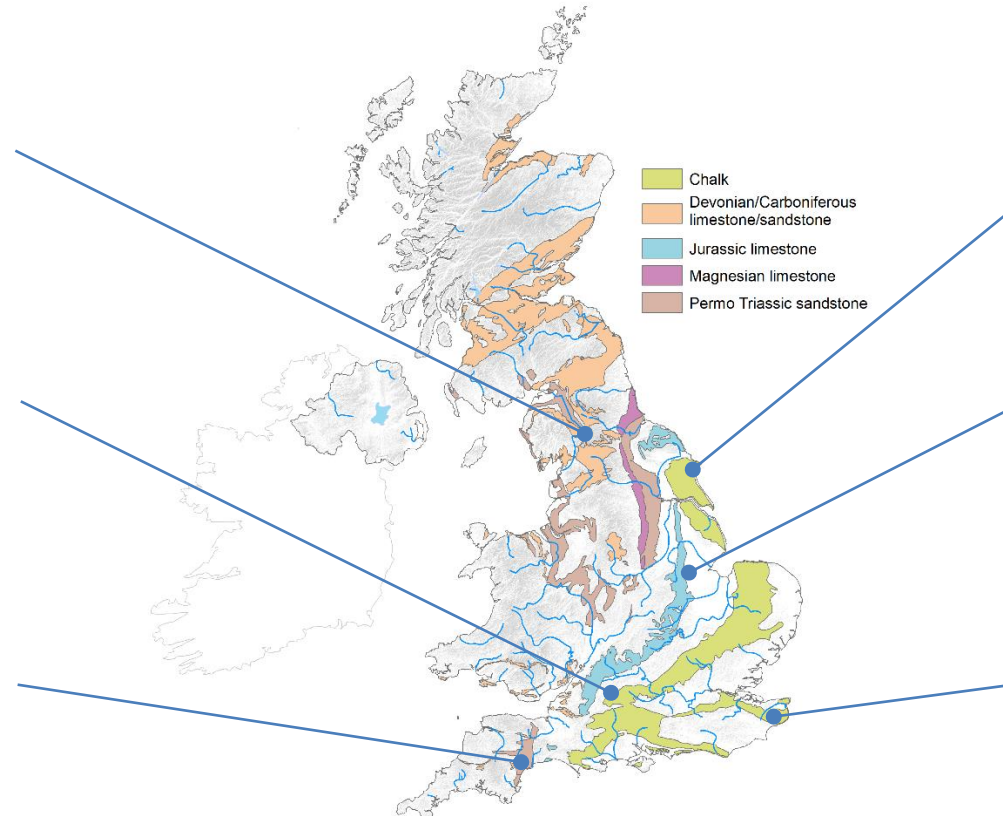 Chalk
Devonian/Carboniferous
limestone/sandstone
Jurassic limestone
Magnesian limestone
Permo Triassic sandstone